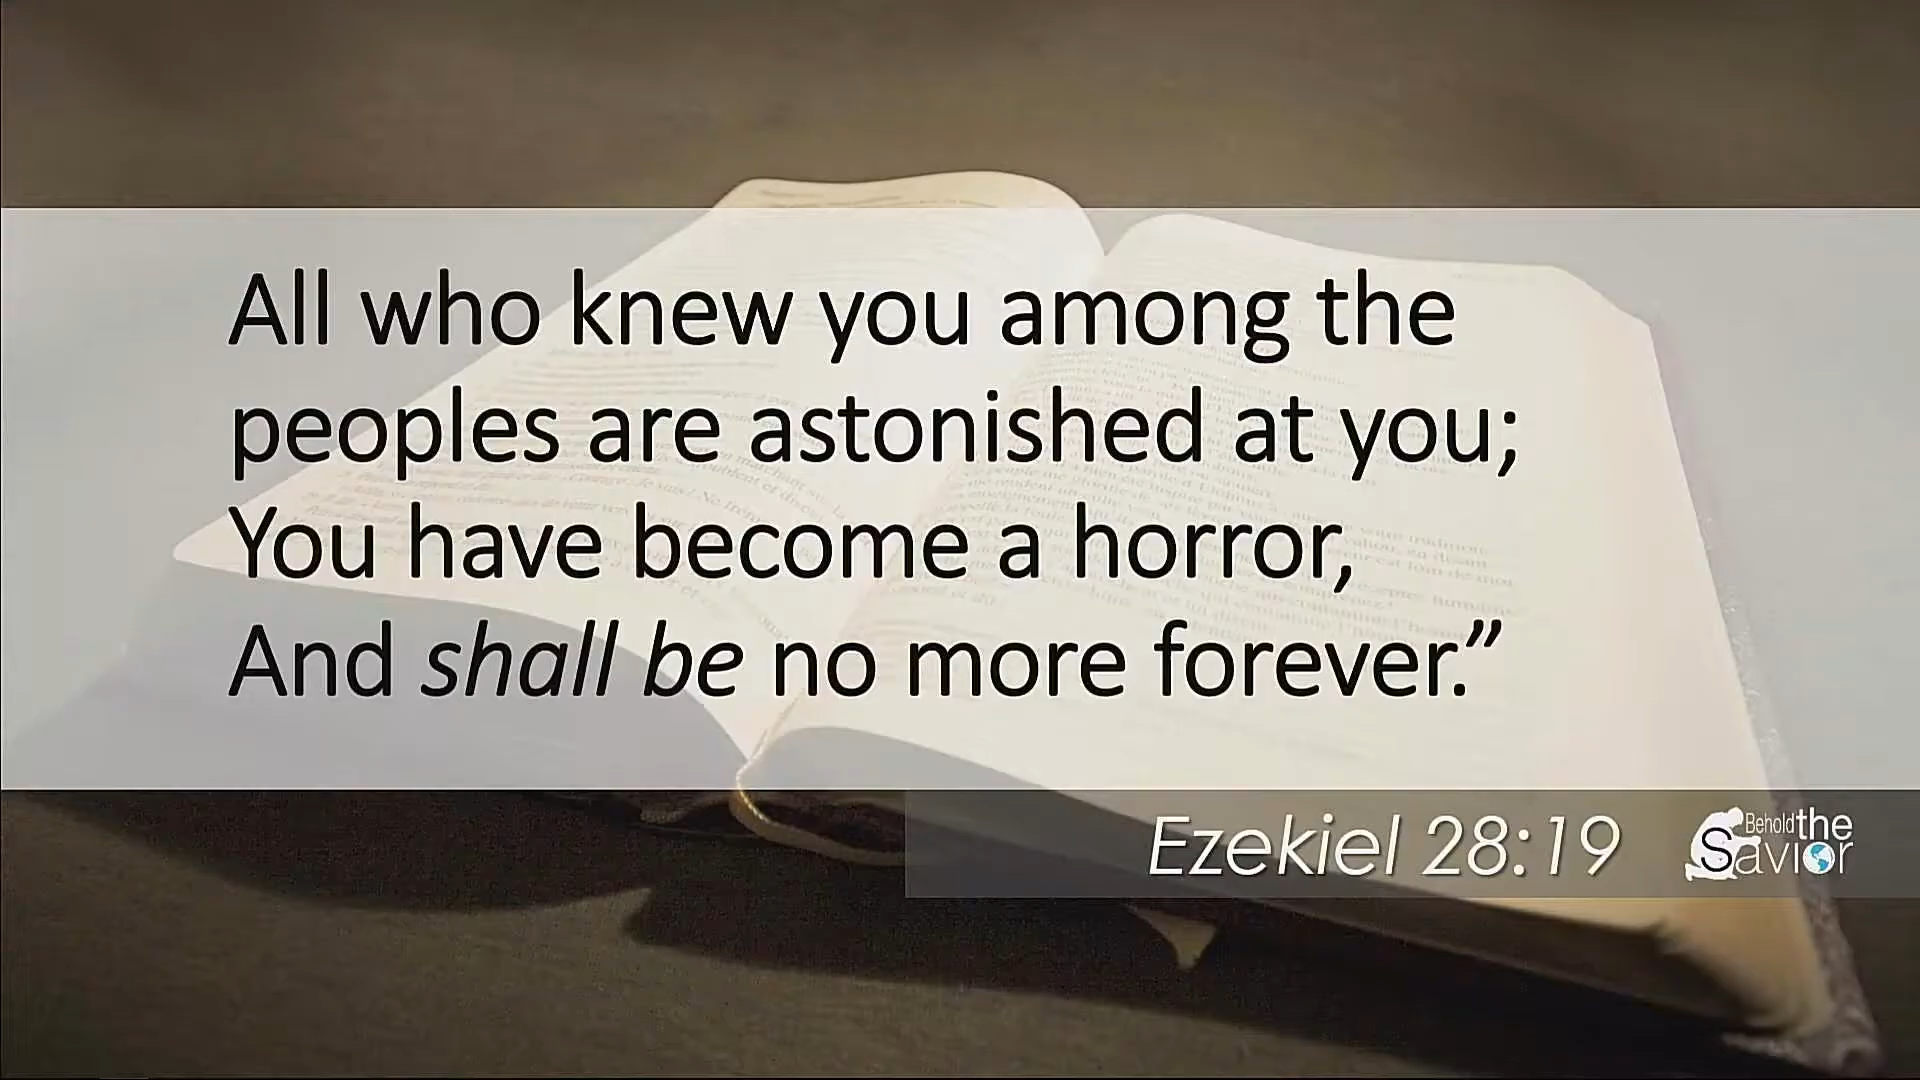 All who knew you among the
peoples are astonished at you;
You have become a horror,
And shall be no more forever.”
Ezekiel 28:19
Behold the
Savior